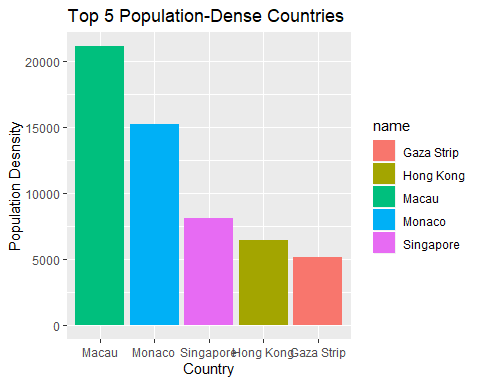 Top 5 Population-Dense Countries
20000
15000
10000
5000
0
Population Desnsity
Macau Monaco Singapore Hong Kong Gaza Strip
Country
name
Gaza Strip
Hong Kong
Macau
Monaco
Singapore